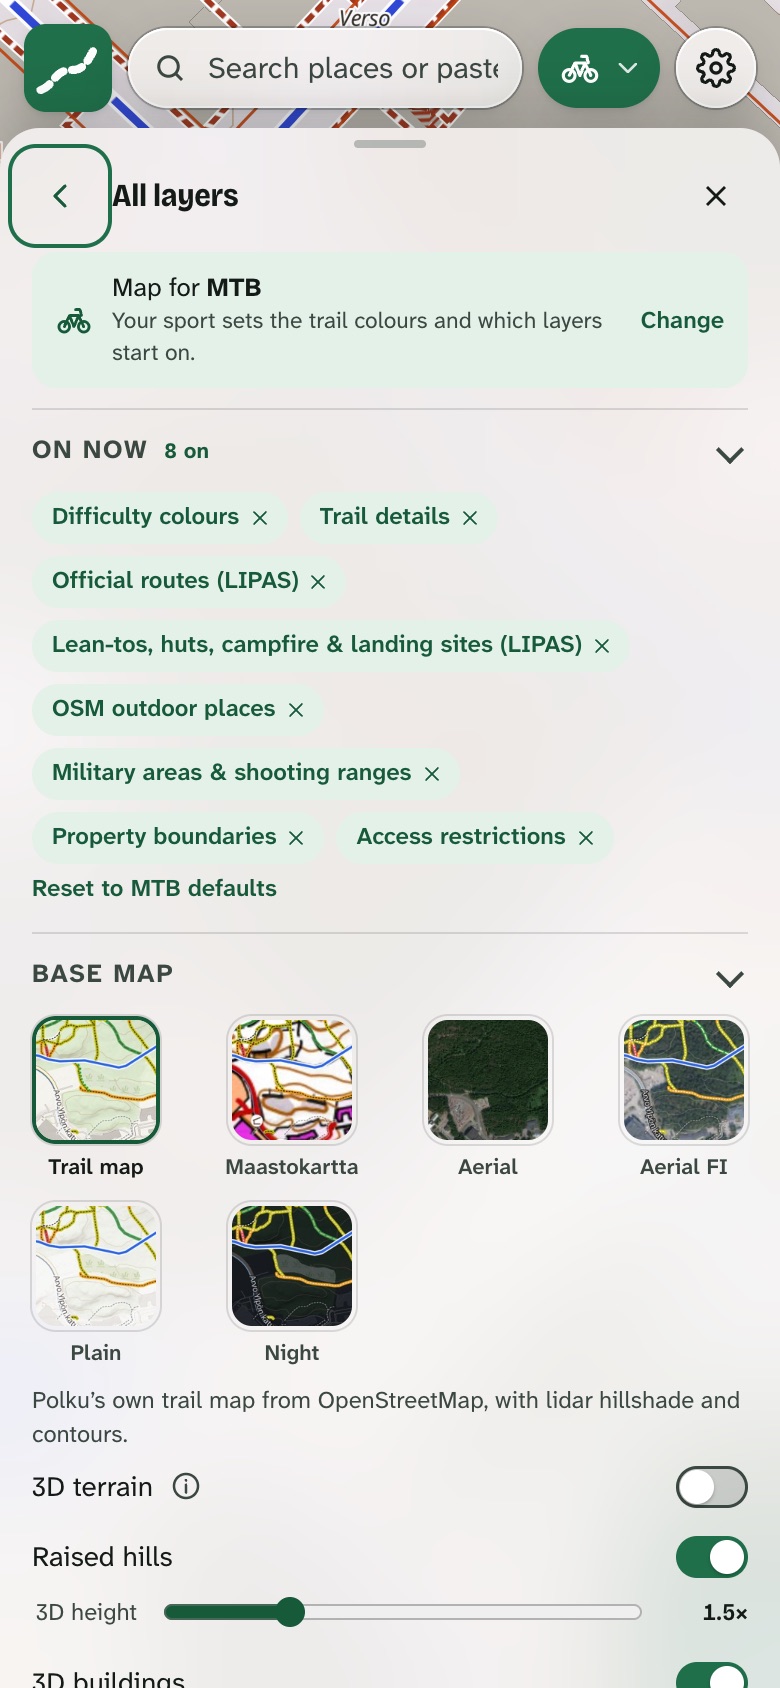 Verso
Search places or paste
All layers
Map for MTB
Your sport sets the trail colours and which layers
start on.
Change
ON NOW 8 on
Difficulty colours
Trail details
Official routes (LIPAS)
Lean-tos, huts, campfire & landing sites (LIPAS)
OSM outdoor places
Military areas & shooting ranges
Property boundaries
Access restrictions
Reset to MTB defaults
BASE MAP
Trail map
Maastokartta
Aerial
Aerial FI
Plain
Night
Polku’s own trail map from OpenStreetMap, with lidar hillshade and
contours.
3D terrain
Raised hills
3D height
1.5×
3D buildings